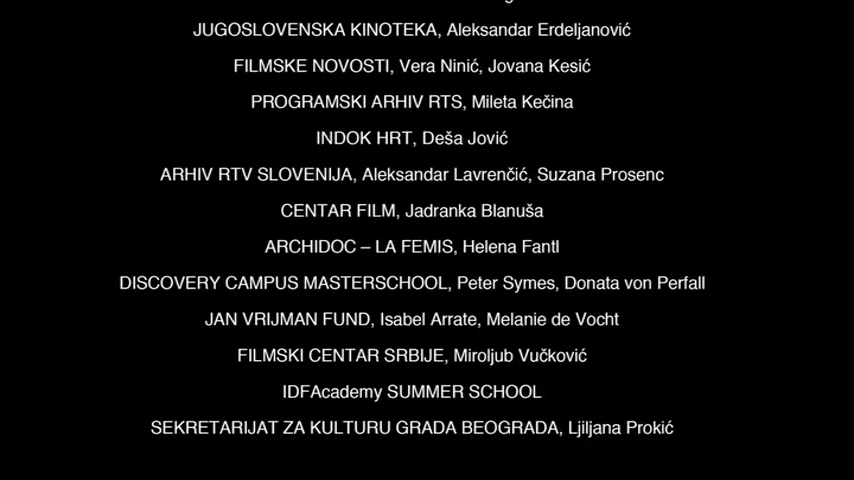 JUGOSLOVENSKA KINOTEKA, Aleksandar Erdeljanović
FILMSKE NOVOSTI, Vera Ninić, Jovana Kesić
PROGRAMSKI ARHIV RTS, Mileta Kečina
INDOK HRT, Deša Jović
ARHIV RTV SLOVENIJA, Aleksandar Lavrenčić, Suzana Prosenc
CENTAR FILM, Jadranka Blanuša
ARCHIDOC – LA FEMIS, Helena Fantl
DISCOVERY CAMPUS MASTERSCHOOL, Peter Symes, Donata von Perfall
JAN VRIJMAN FUND, Isabel Arrate, Melanie de Vocht
FILMSKI CENTAR SRBIJE, Miroljub Vučković
IDFAcademy SUMMER SCHOOL
SEKRETARIJAT ZA KULTURU GRADA BEOGRADA, Ljiljana Prokić